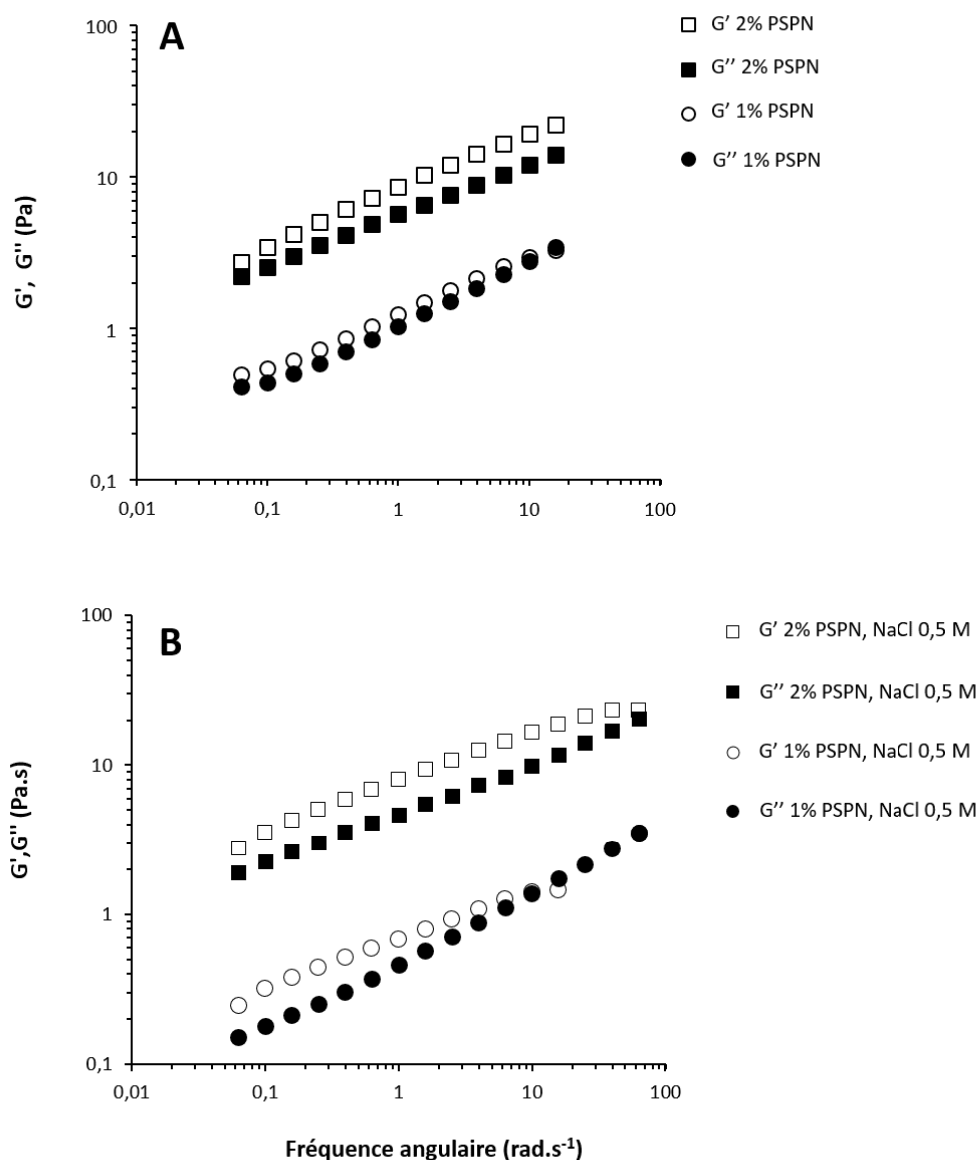 A
100
10
1
0,1
G', G'' (Pa)
0,01
0,1
1
10
100
G' 2% PSPN
G'' 2% PSPN
G' 1% PSPN
G'' 1% PSPN
B
100
10
1
0,1
G',G'' (Pa.s)
0,01
0,1
1
10
100
Fréquence angulaire (rad.s-1)
G' 2% PSPN, NaCl 0,5 M
G'' 2% PSPN, NaCl 0,5 M
G' 1% PSPN, NaCl 0,5 M
G'' 1% PSPN, NaCl 0,5 M